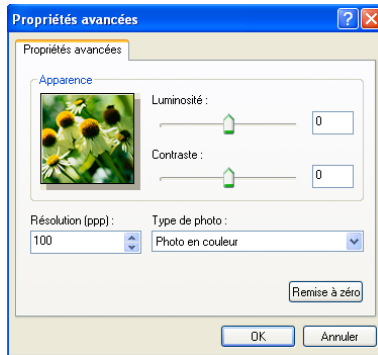 Propriétés avancées
Propriétés avancées
Apparence
Luminosité :
0
Contraste :
0
Résolution (ppp) :
Type de photo :
100
Photo en couleur
Remise à zéro
OK
Annuler